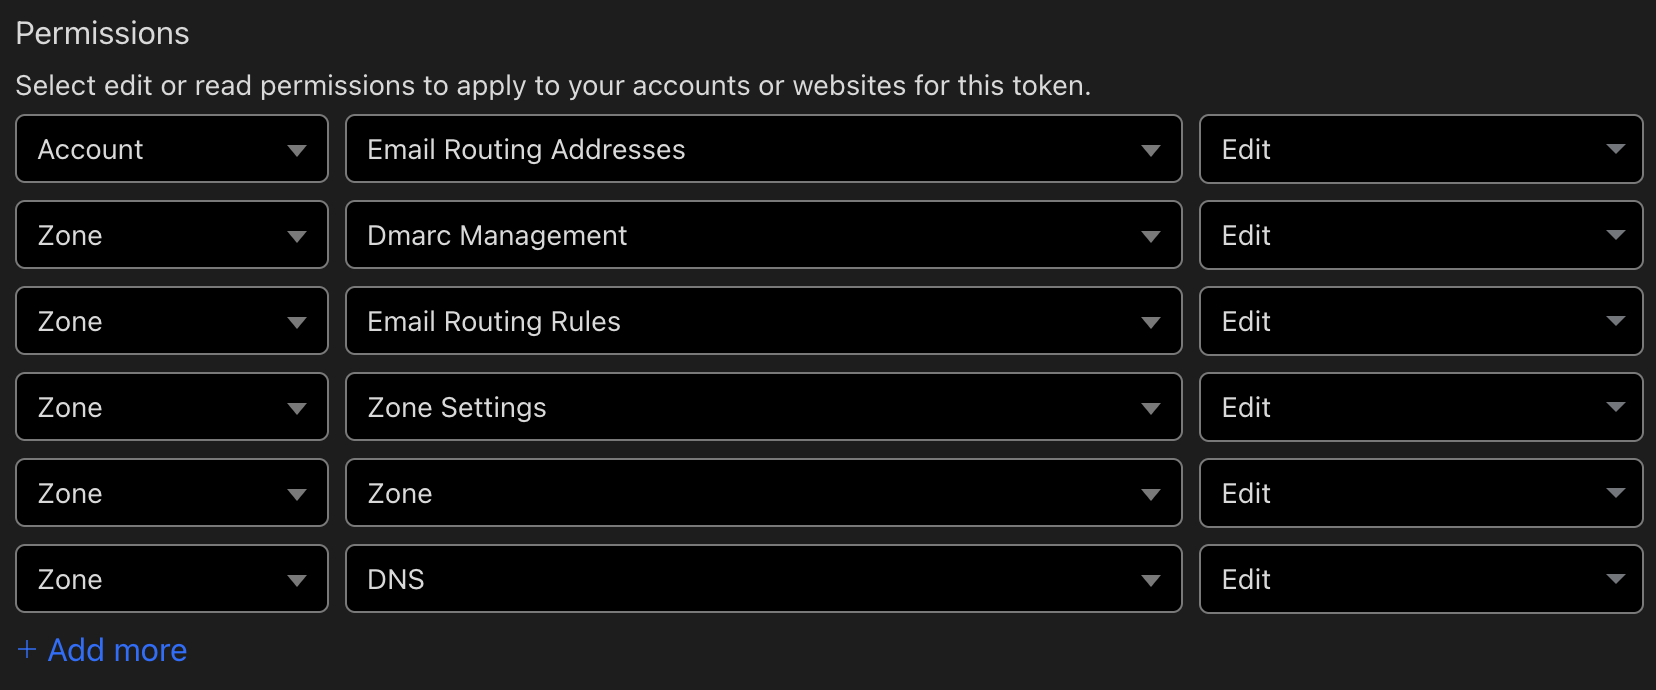 Permissions
Select edit or read permissions to apply to your accounts or websites for this token.
Account Email Routing Addresses Edit
Zone Dmarc Management Edit
Zone Email Routing Rules Edit
Zone Zone Settings Edit
Zone Zone Edit
Zone DNS Edit
+ Add more